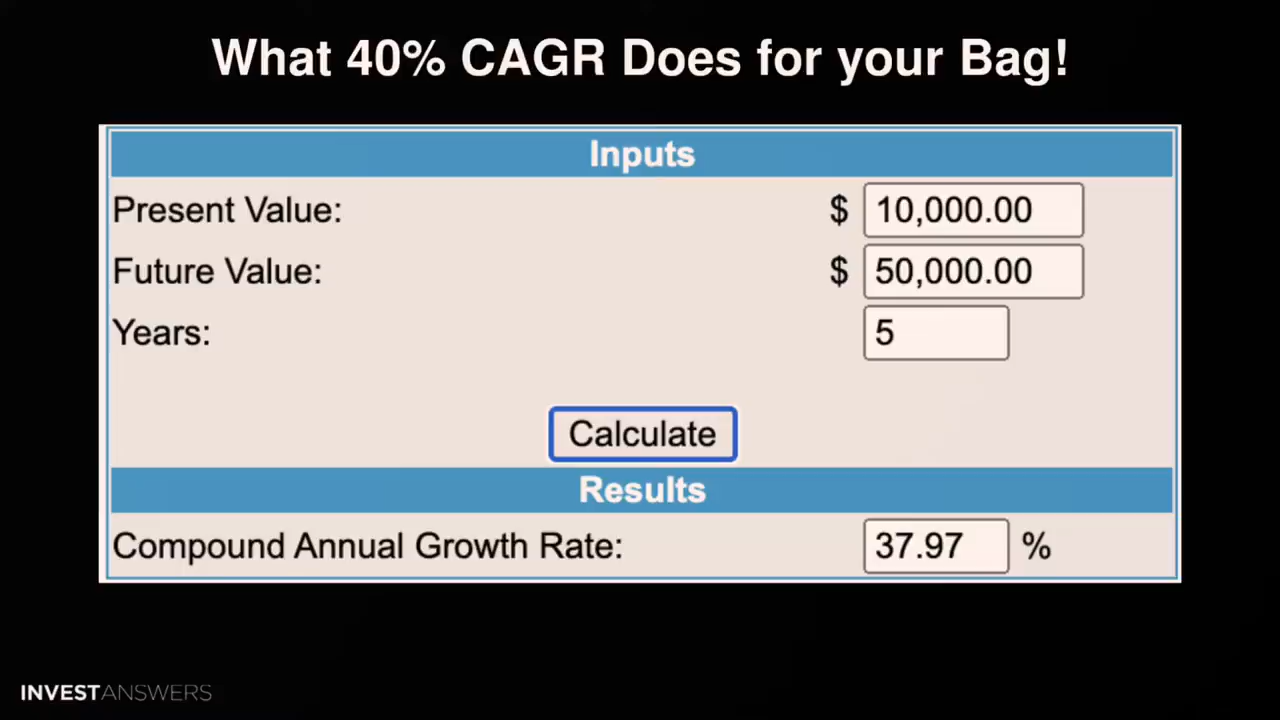 What 40% CAGR Does for your Bag!
Inputs
Present Value: $ 10,000.00
Future Value: $ 50,000.00
Years: 5
Calculate
Results
Compound Annual Growth Rate: 37.97 %
INVESTANSWERS